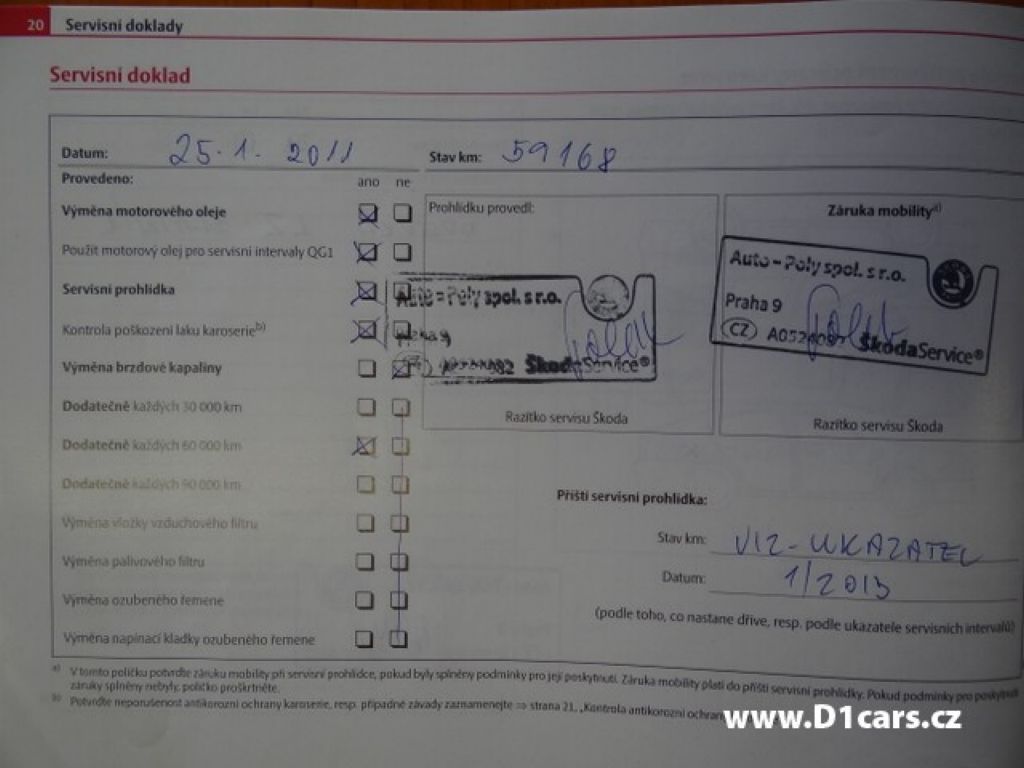 20 Servisní doklady
Servisní doklad
Datum: 25.1. 2011 Stav km: 59168
Provedeno: ano ne
Výměna motorového oleje
Použit motorový olej pro servisní intervaly QG1
Servisní prohlídka
Kontrola poškození laku karoserie b)
Výměna brzdové kapaliny
Dodatečně každých 30 000 km
Dodatečně každých 60 000 km
Dodatečně každých 90 000 km
Výměna vložky vzduchového filtru
Výměna palivového filtru
Výměna ozubeného řemene
Výměna napínací kladky ozubeného řemene
Prohlídku provedl:
Auto - Poly spol. s r.o.
Praha 9
ŠkodaService®
Razítko servisu Škoda
Záruka mobility a)
Auto - Poly spol. s r.o.
Praha 9
CZ ŠkodaService®
Razítko servisu Škoda
Příští servisní prohlídka:
Stav km: VIZ-UKAZATEL
Datum: 1/2013
(podle toho, co nastane dříve, resp. podle ukazatele servisních intervalů)
a) V tomto políčku potvrďte záruku mobility při servisní prohlídce, pokud byly splněny podmínky pro její poskytnutí. Záruka mobility platí do příští servisní prohlídky. Pokud podmínky pro poskytnutí
záruky splněny nebyly, políčko proškrtněte.
b) Potvrďte neporušenost antikorozní ochrany karoserie, resp. případné závady zaznamenejte ⇒ strana 21, „Kontrola antikorozní
www.D1cars.cz